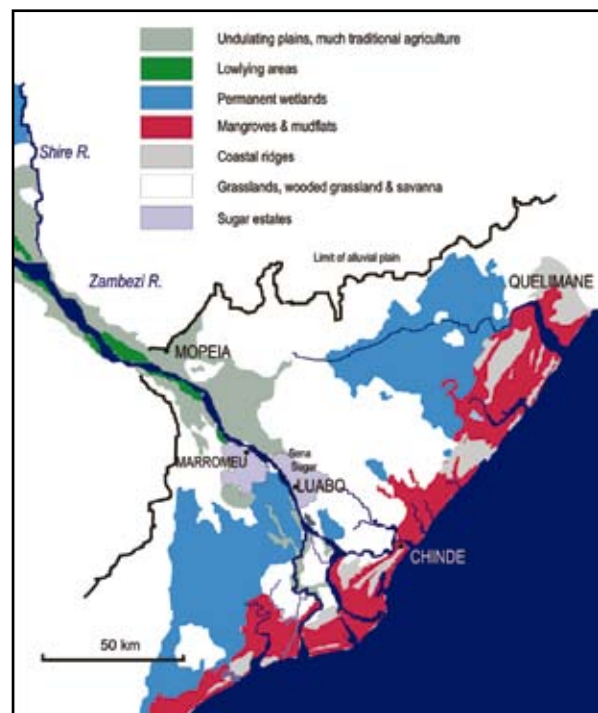 Undulating plains, much traditional agriculture
Lowlying areas
Permanent wetlands
Mangroves & mudflats
Coastal ridges
Grasslands, wooded grassland & savanna
Sugar estates
Shire R.
Limit of alluvial plain
Zambezi R.
QUELIMANE
MOPEIA
MARROMEU
Sena
Sugar
LUABO
CHINDE
50 km